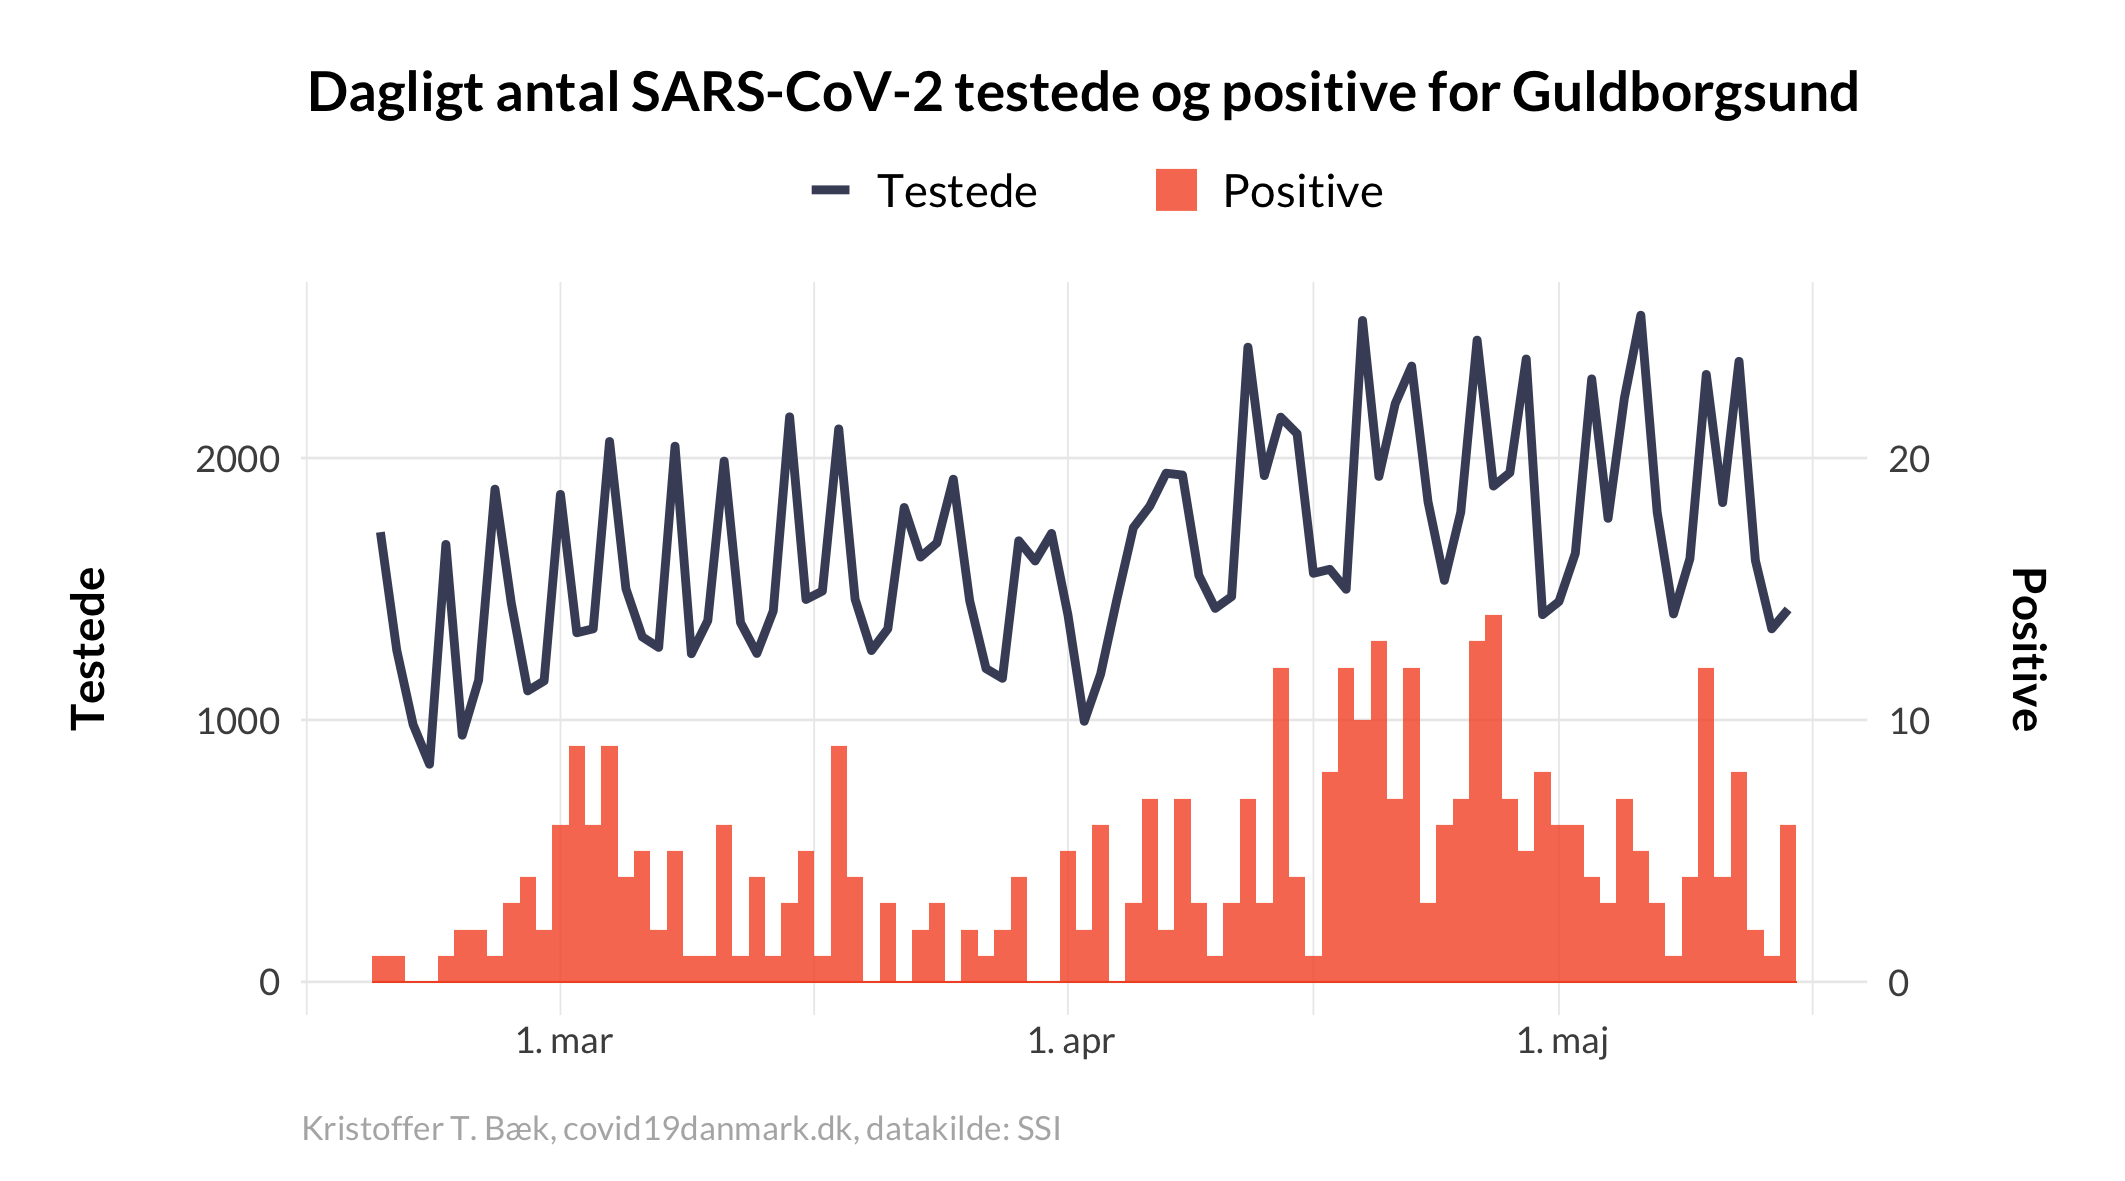 Dagligt antal SARS-CoV-2 testede og positive for Guldborgsund
Testede
Positive
Testede
2000
1000
0
20
10
0
Positive
1. mar
1. apr
1. maj
Kristoffer T. Bæk, covid19danmark.dk, datakilde: SSI